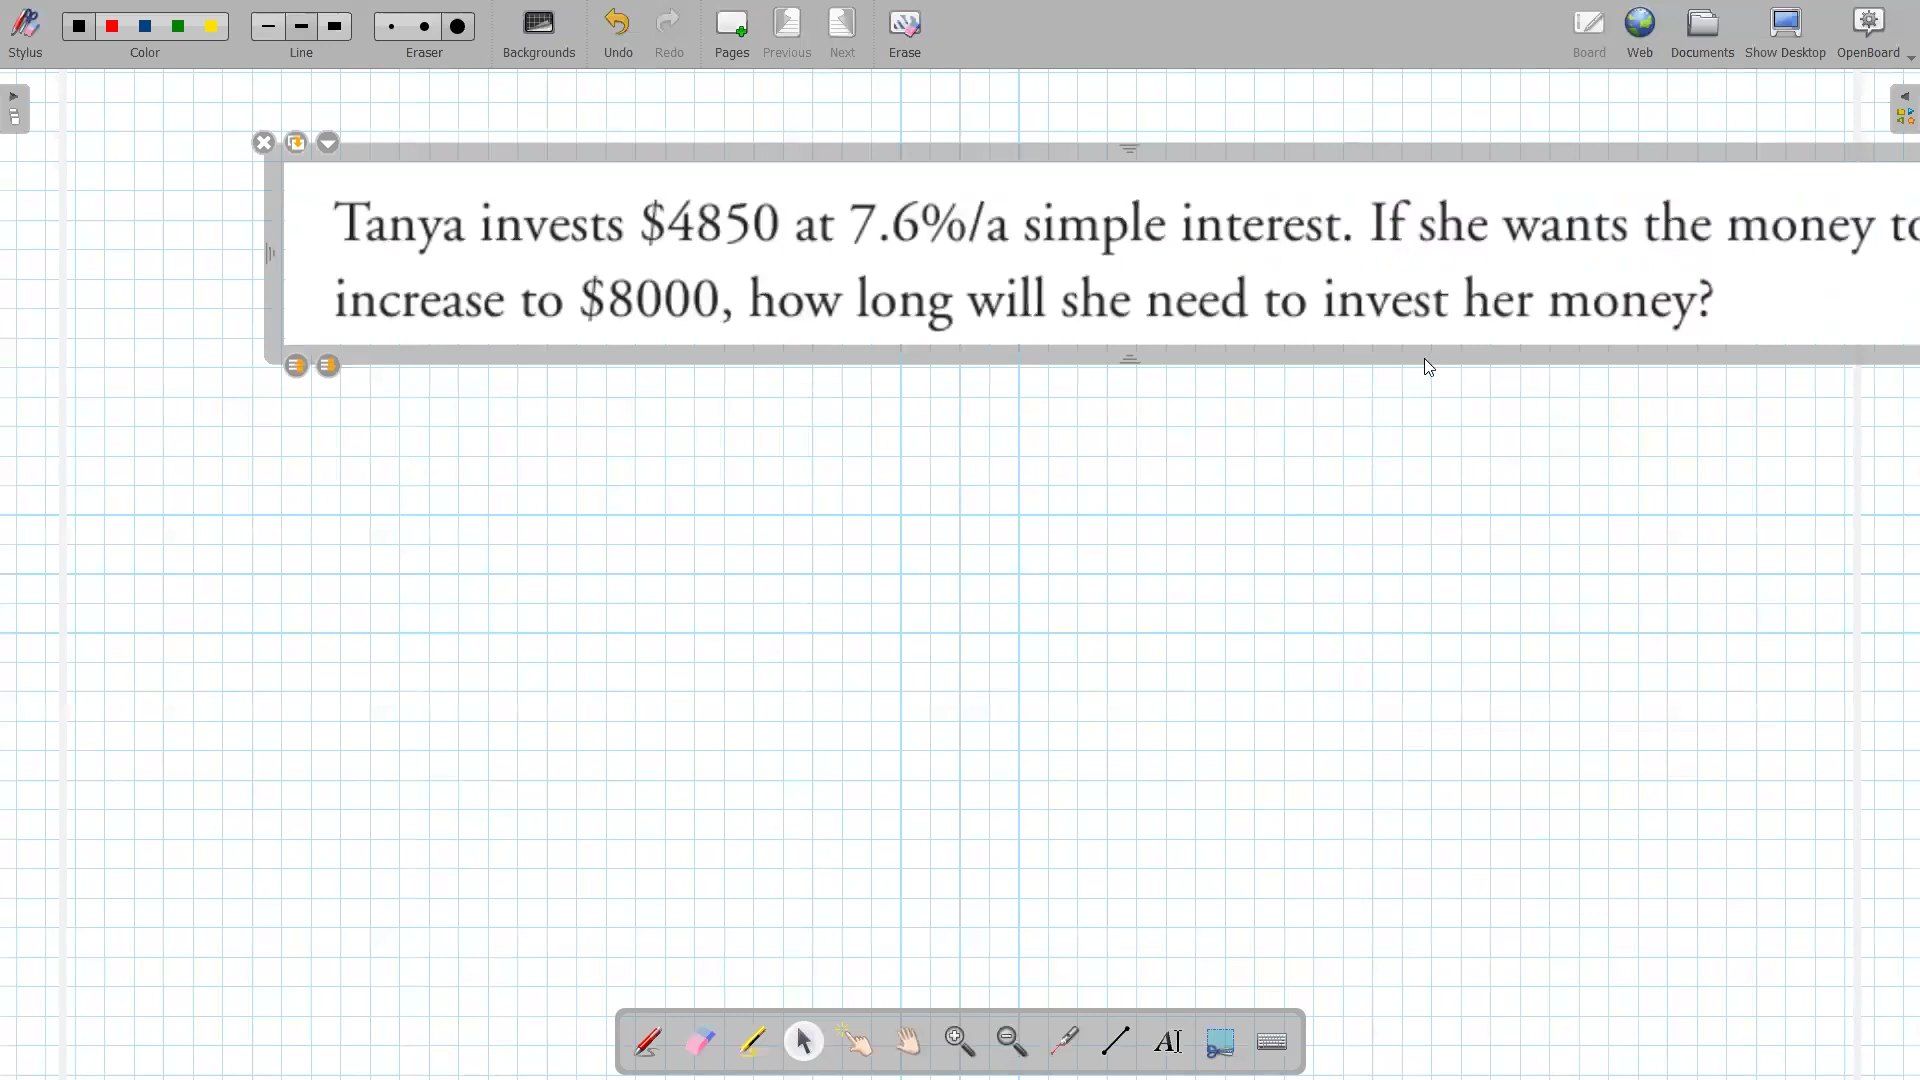 Stylus Color Line Eraser Backgrounds Undo Redo Pages Previous Next Erase Board Web Documents Show Desktop OpenBoard
Tanya invests $4850 at 7.6%/a simple interest. If she wants the money to
increase to $8000, how long will she need to invest her money?